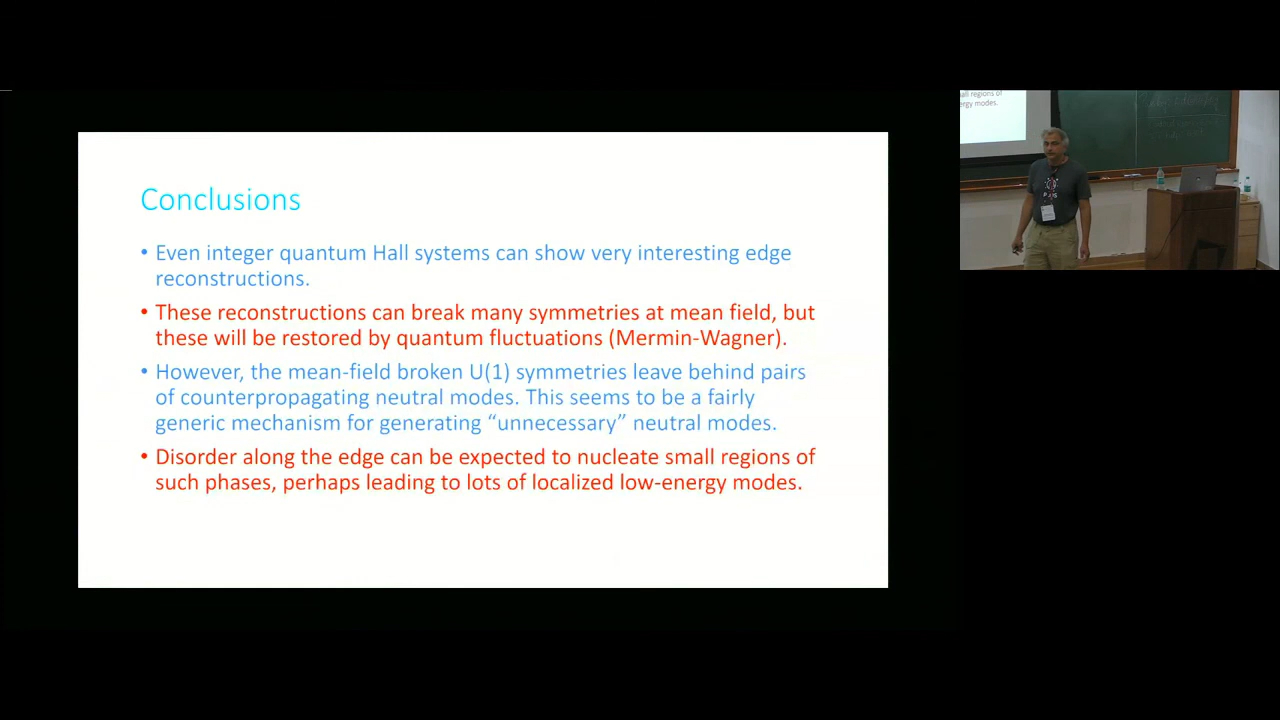 Conclusions
• Even integer quantum Hall systems can show very interesting edge
reconstructions.
• These reconstructions can break many symmetries at mean field, but
these will be restored by quantum fluctuations (Mermin-Wagner).
• However, the mean-field broken U(1) symmetries leave behind pairs
of counterpropagating neutral modes. This seems to be a fairly
generic mechanism for generating “unnecessary” neutral modes.
• Disorder along the edge can be expected to nucleate small regions of
such phases, perhaps leading to lots of localized low-energy modes.
regions of
modes.